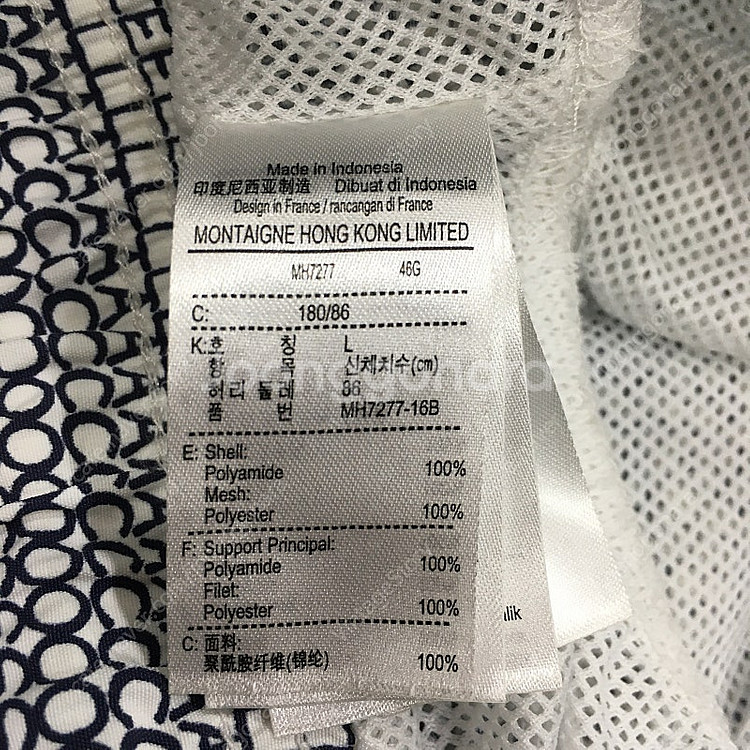 Made in Indonesia
印度尼西亚制造 Dibuat di Indonesia
Design in France / rancangan di France
MONTAIGNE HONG KONG LIMITED
MH7277 46G
C: 180/86
K:호 칭 L
항 목 신체치수(cm)
허리 둘레 86
품 번 MH7277-16B
E: Shell:
Polyamide 100%
Mesh:
Polyester 100%
F: Support Principal:
Polyamide 100%
Filet:
Polyester 100%
C: 面料:
聚酰胺纤维(锦纶) 100%